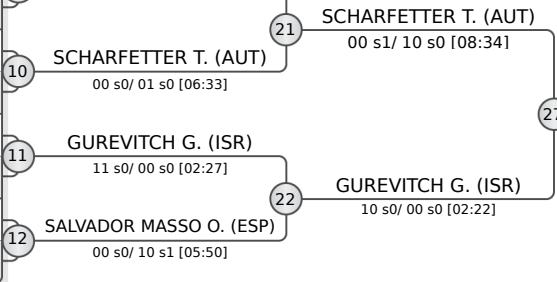 SCHARFETTER T. (AUT)
21
00 s1/ 10 s0 [08:34]
SCHARFETTER T. (AUT)
10
00 s0/ 01 s0 [06:33]
27
GUREVITCH G. (ISR)
11
11 s0/ 00 s0 [02:27]
GUREVITCH G. (ISR)
22
10 s0/ 00 s0 [02:22]
SALVADOR MASSO O. (ESP)
12
00 s0/ 10 s1 [05:50]